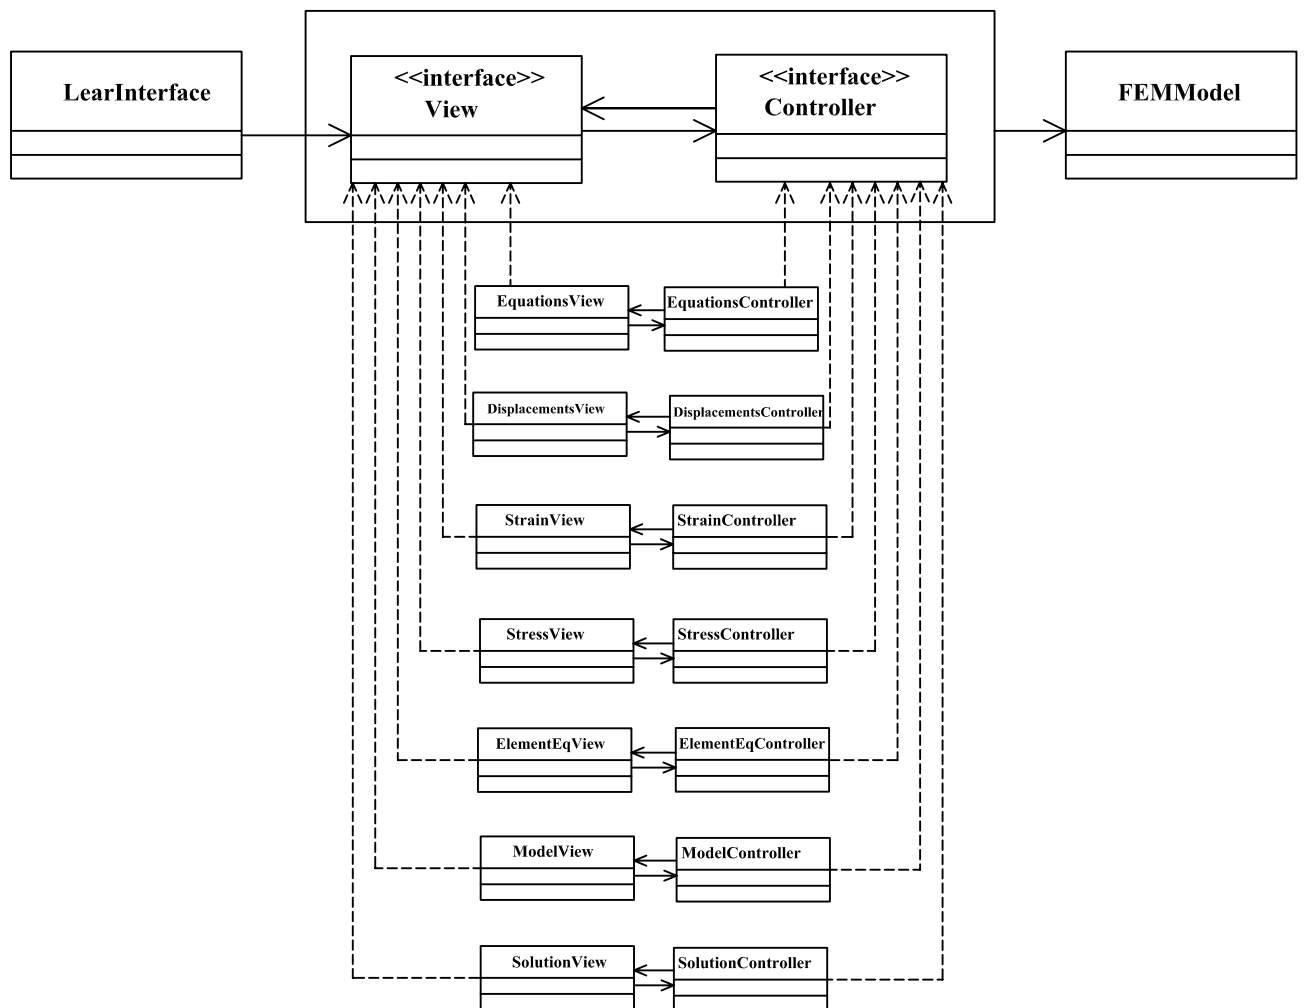 LearInterface
<<interface>>
View
<<interface>>
Controller
FEMModel
EquationsView
EquationsController
DisplacementsView
DisplacementsController
StrainView
StrainController
StressView
StressController
ElementEqView
ElementEqController
ModelView
ModelController
SolutionView
SolutionController